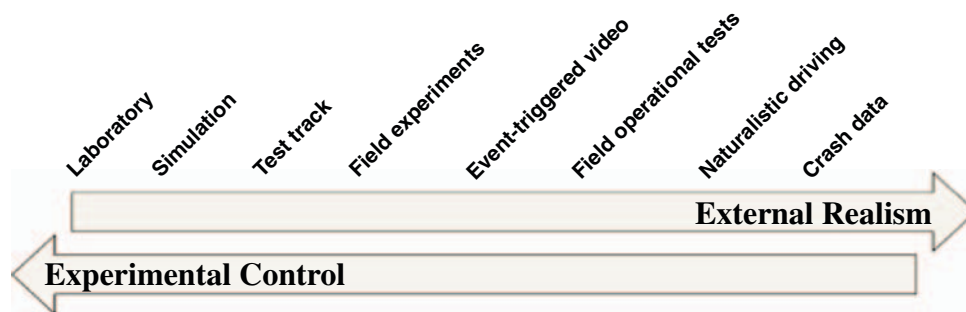 Laboratory
Simulation
Test track
Field experiments
Event-triggered video
Field operational tests
Naturalistic driving
Crash data
External Realism
Experimental Control